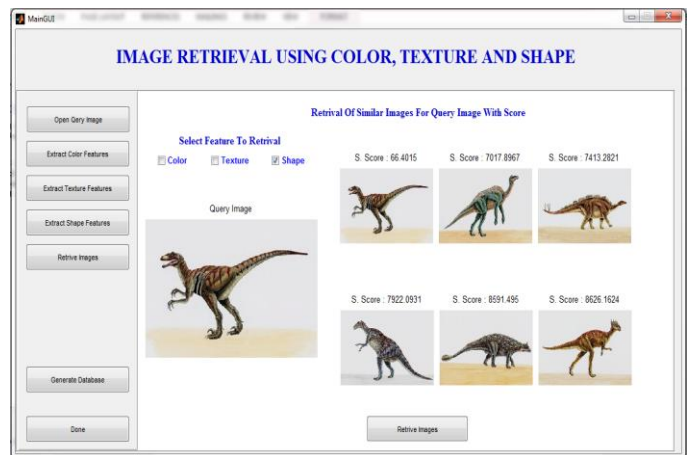 MainGUI
IMAGE RETRIEVAL USING COLOR, TEXTURE AND SHAPE
Open Qery Image
Extract Color Features
Extract Texture Features
Extract Shape Features
Retrive Images
Generate Database
Done
Retrival Of Similar Images For Query Image With Score
Select Feature To Retrival
Color Texture Shape
Query Image
S. Score : 66.4015 S. Score : 7017.8967 S. Score : 7413.2821
S. Score : 7922.0931 S. Score : 8591.495 S. Score : 8626.1624
Retrive Images